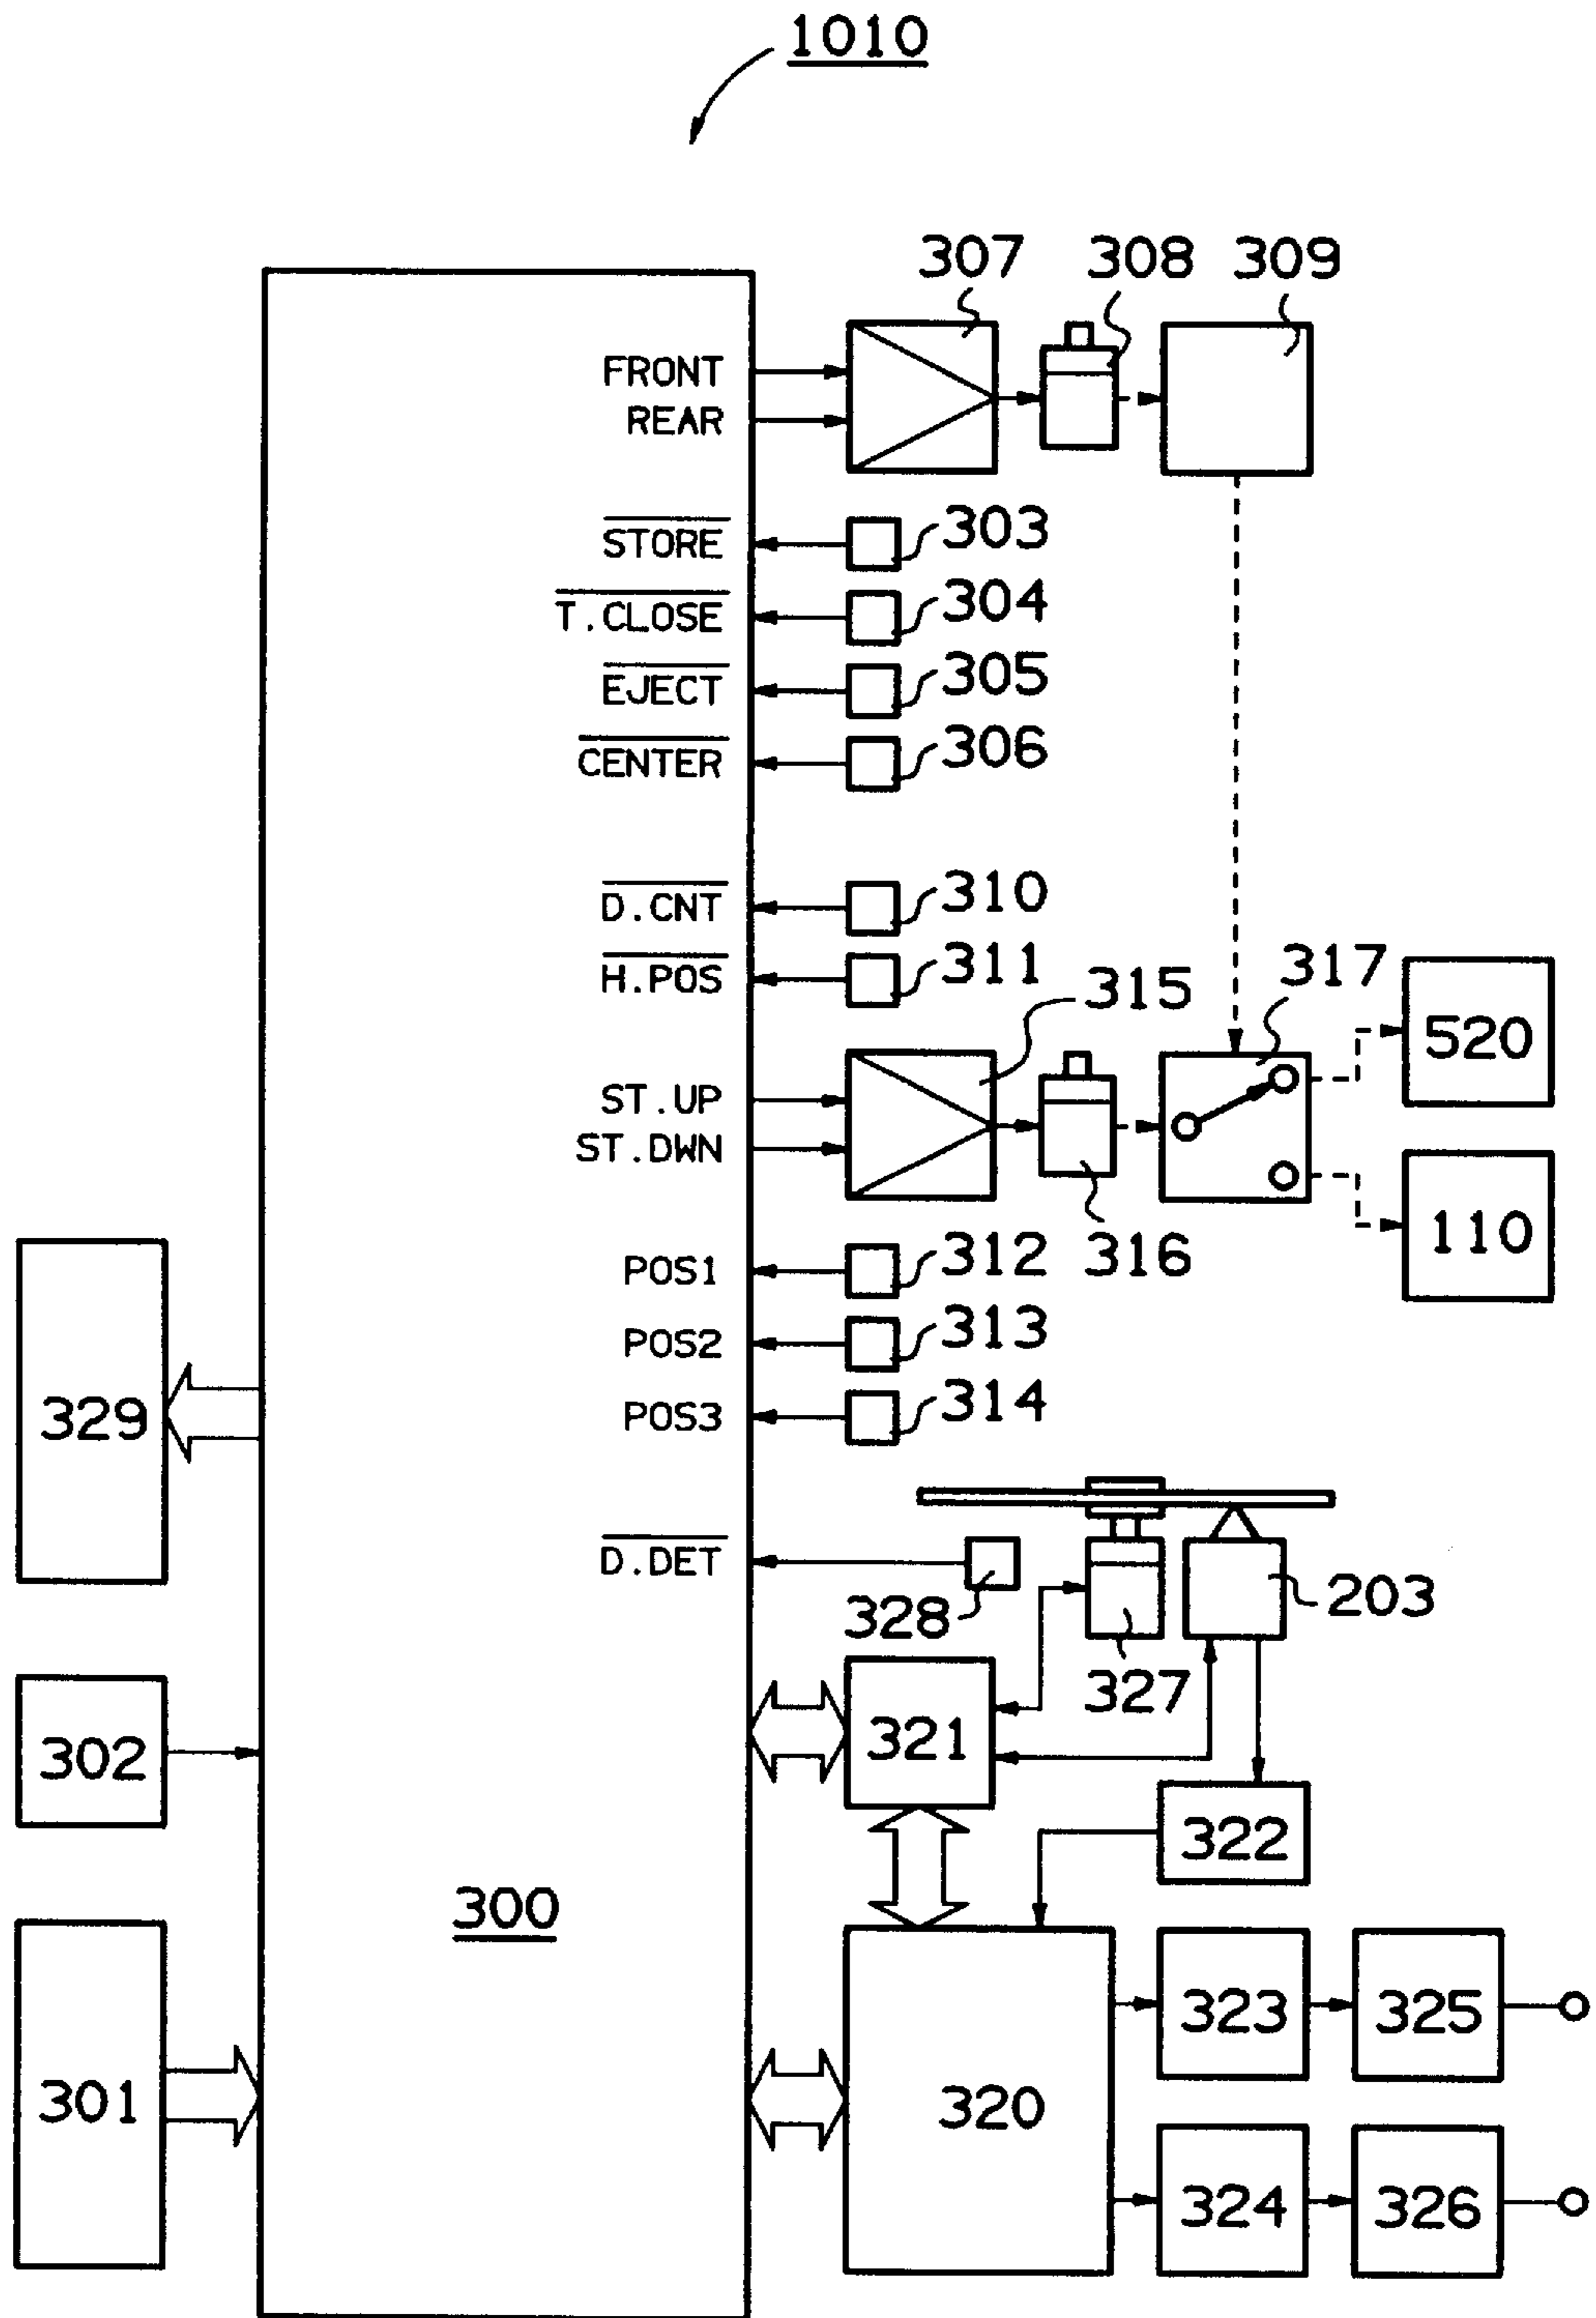 1010
307
308
309
FRONT
REAR
STORE
303
T.CLOSE
304
EJECT
305
CENTER
306
D.CNT
310
H.POS
311
315
317
520
ST.UP
ST.DWN
316
110
POS1
312
POS2
313
POS3
314
329
D.DET
328
327
203
321
302
322
300
323
325
301
320
324
326